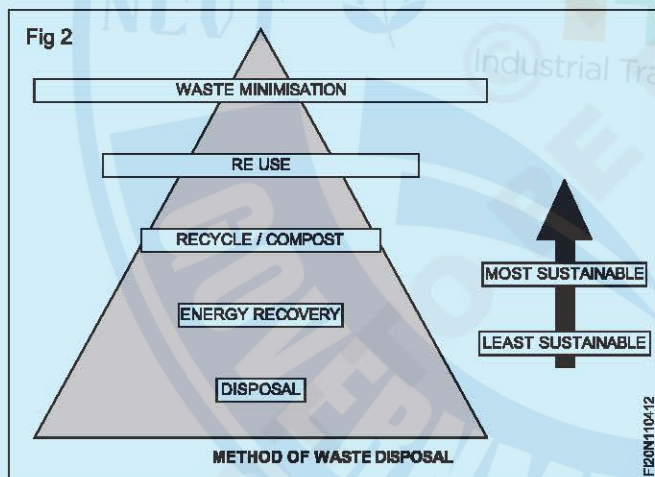 Fig 2
NCVT
Industrial Tra
WASTE MINIMISATION
RE USE
RECYCLE / COMPOST
MOST SUSTAINABLE
ENERGY RECOVERY
LEAST SUSTAINABLE
DISPOSAL
METHOD OF WASTE DISPOSAL
FI20N110412